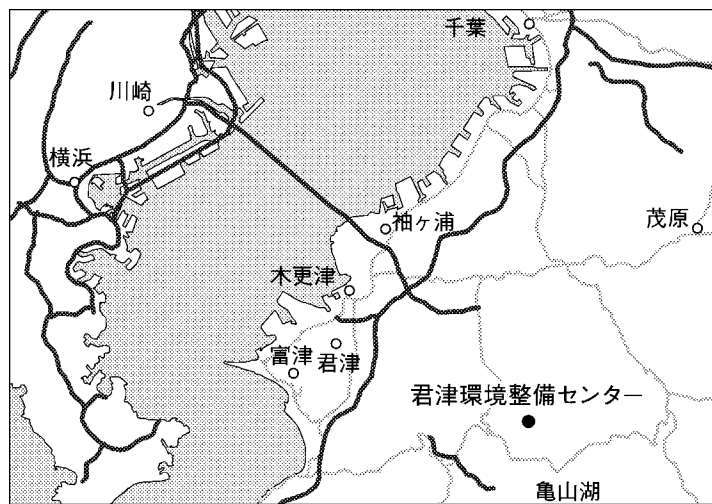 千葉
川崎
横浜
袖ヶ浦
茂原
木更津
富津
君津
君津環境整備センター
亀山湖